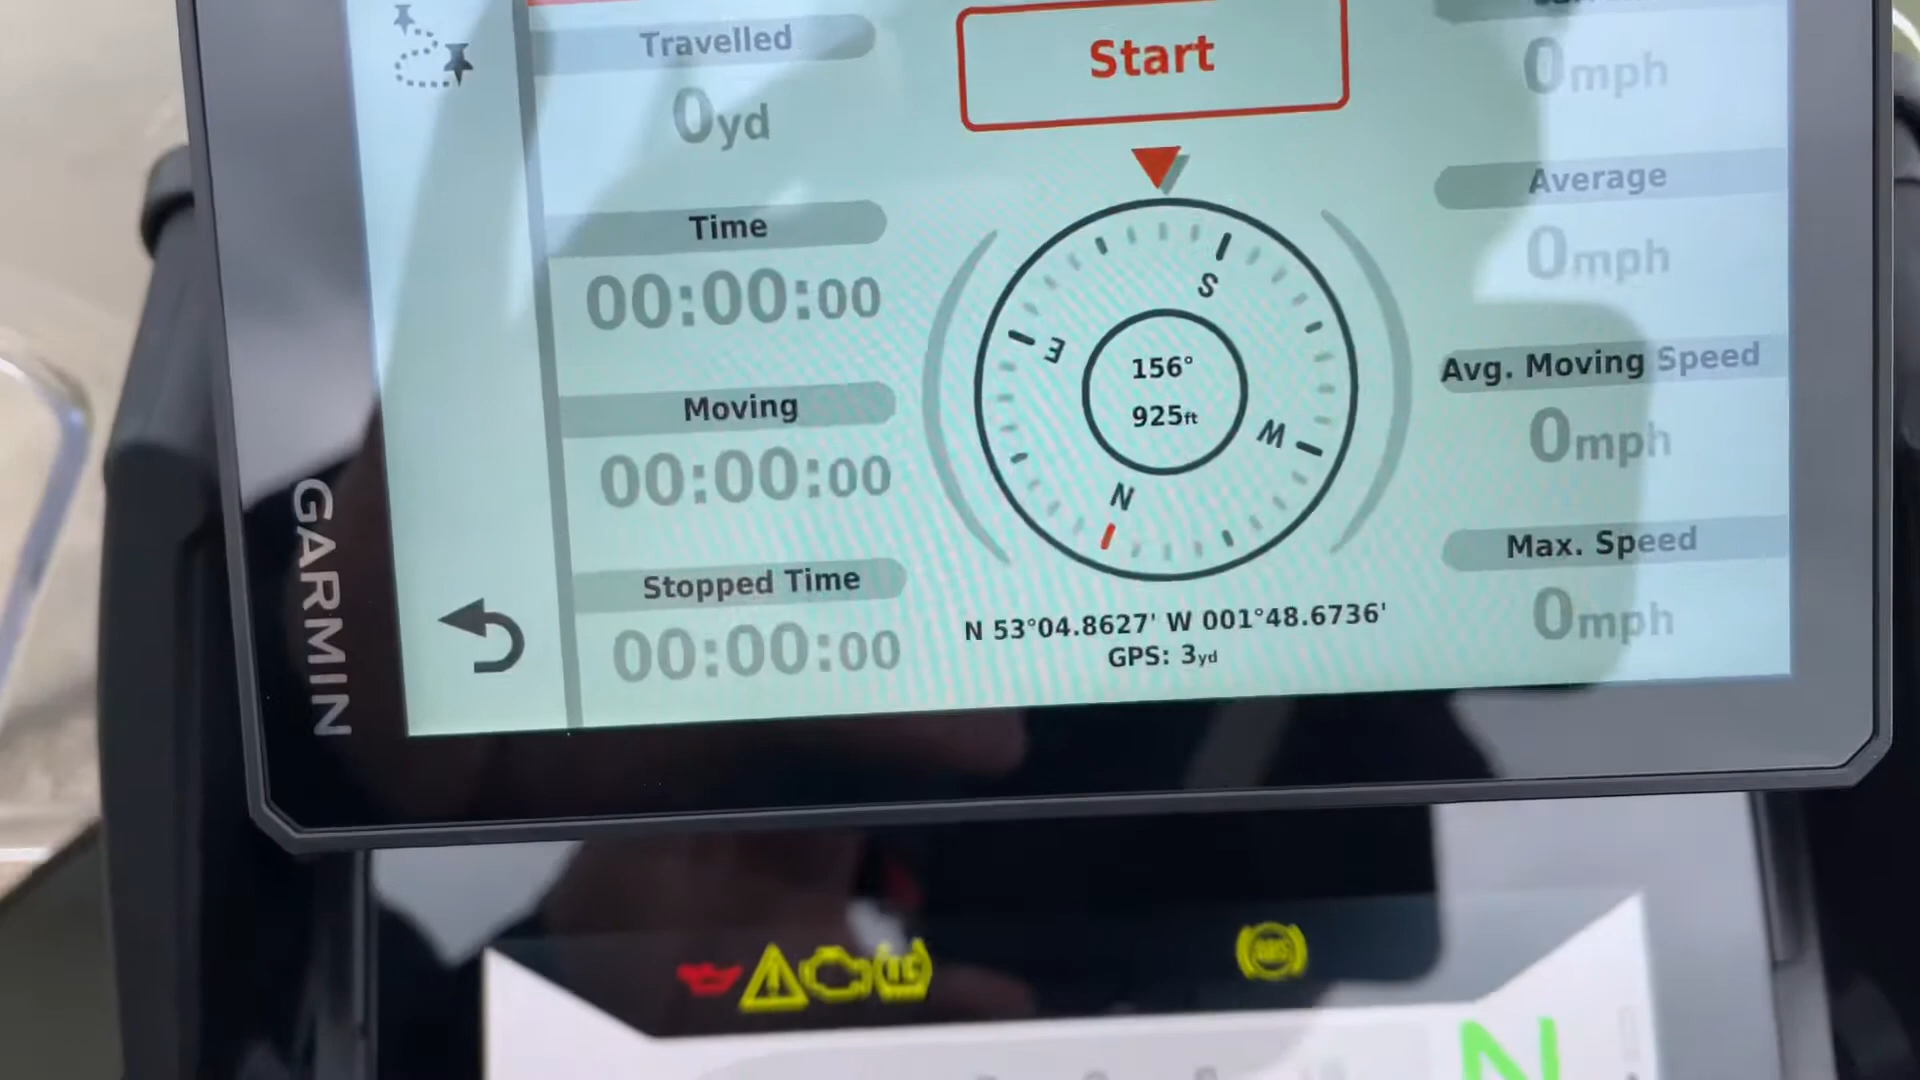 Travelled
0yd
Time
00:00:00
Moving
00:00:00
Stopped Time
00:00:00
Start
S
E
W
N
156°
925ft
N 53°04.8627' W 001°48.6736'
GPS: 3yd
0mph
Average
0mph
Avg. Moving Speed
0mph
Max. Speed
0mph
GARMIN
ABS
N